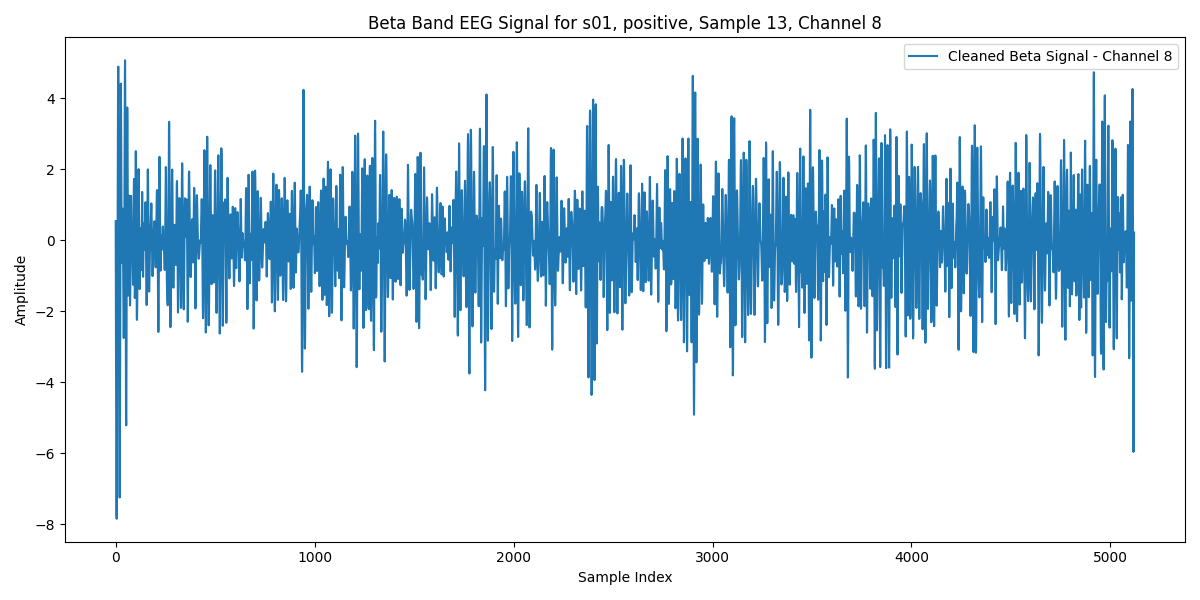 Beta Band EEG Signal for s01, positive, Sample 13, Channel 8
Cleaned Beta Signal - Channel 8
Amplitude
4
2
0
−2
−4
−6
−8
0 1000 2000 3000 4000 5000
Sample Index